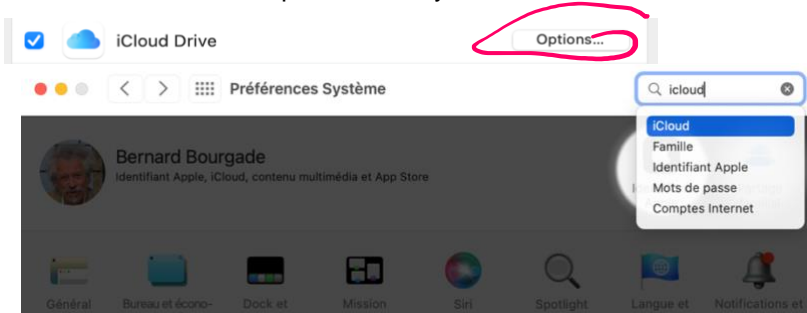 iCloud Drive
Options...
Préférences Système
icloud
iCloud
Famille
Identifiant Apple
Mots de passe
Comptes Internet
Bernard Bourgade
Identifiant Apple, iCloud, contenu multimédia et App Store
Général
Bureau et écono-
Dock et
Mission
Siri
Spotlight
Langue et
Notifications et